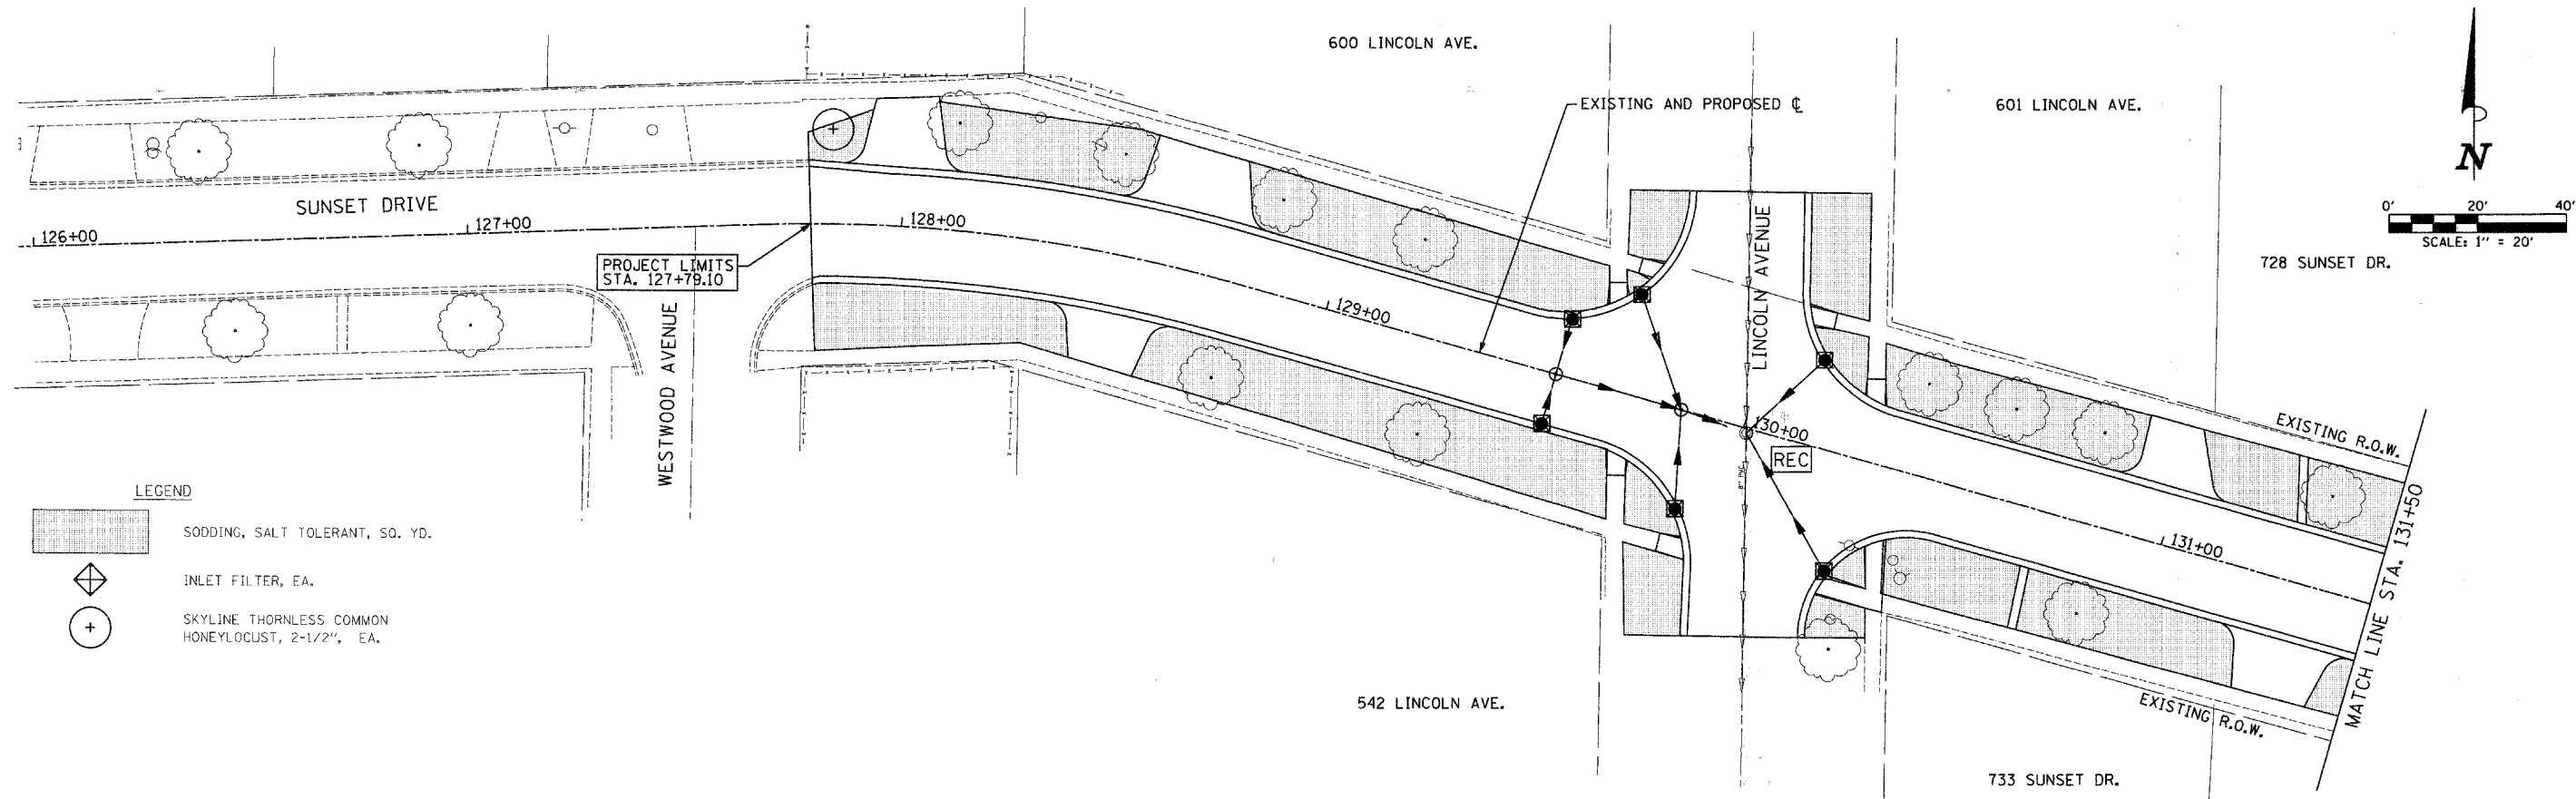 600 LINCOLN AVE.
EXISTING AND PROPOSED ℄
601 LINCOLN AVE.
N
0' 20' 40'
SCALE: 1'' = 20'
728 SUNSET DR.
SUNSET DRIVE
126+00
127+00
128+00
129+00
130+00
131+00
PROJECT LIMITS
STA. 127+79.10
WESTWOOD AVENUE
LINCOLN AVENUE
8" PVC
REC
EXISTING R.O.W.
MATCH LINE STA. 131+50
EXISTING R.O.W.
LEGEND
SODDING, SALT TOLERANT, SQ. YD.
INLET FILTER, EA.
SKYLINE THORNLESS COMMON
HONEYLOCUST, 2-1/2'', EA.
542 LINCOLN AVE.
733 SUNSET DR.